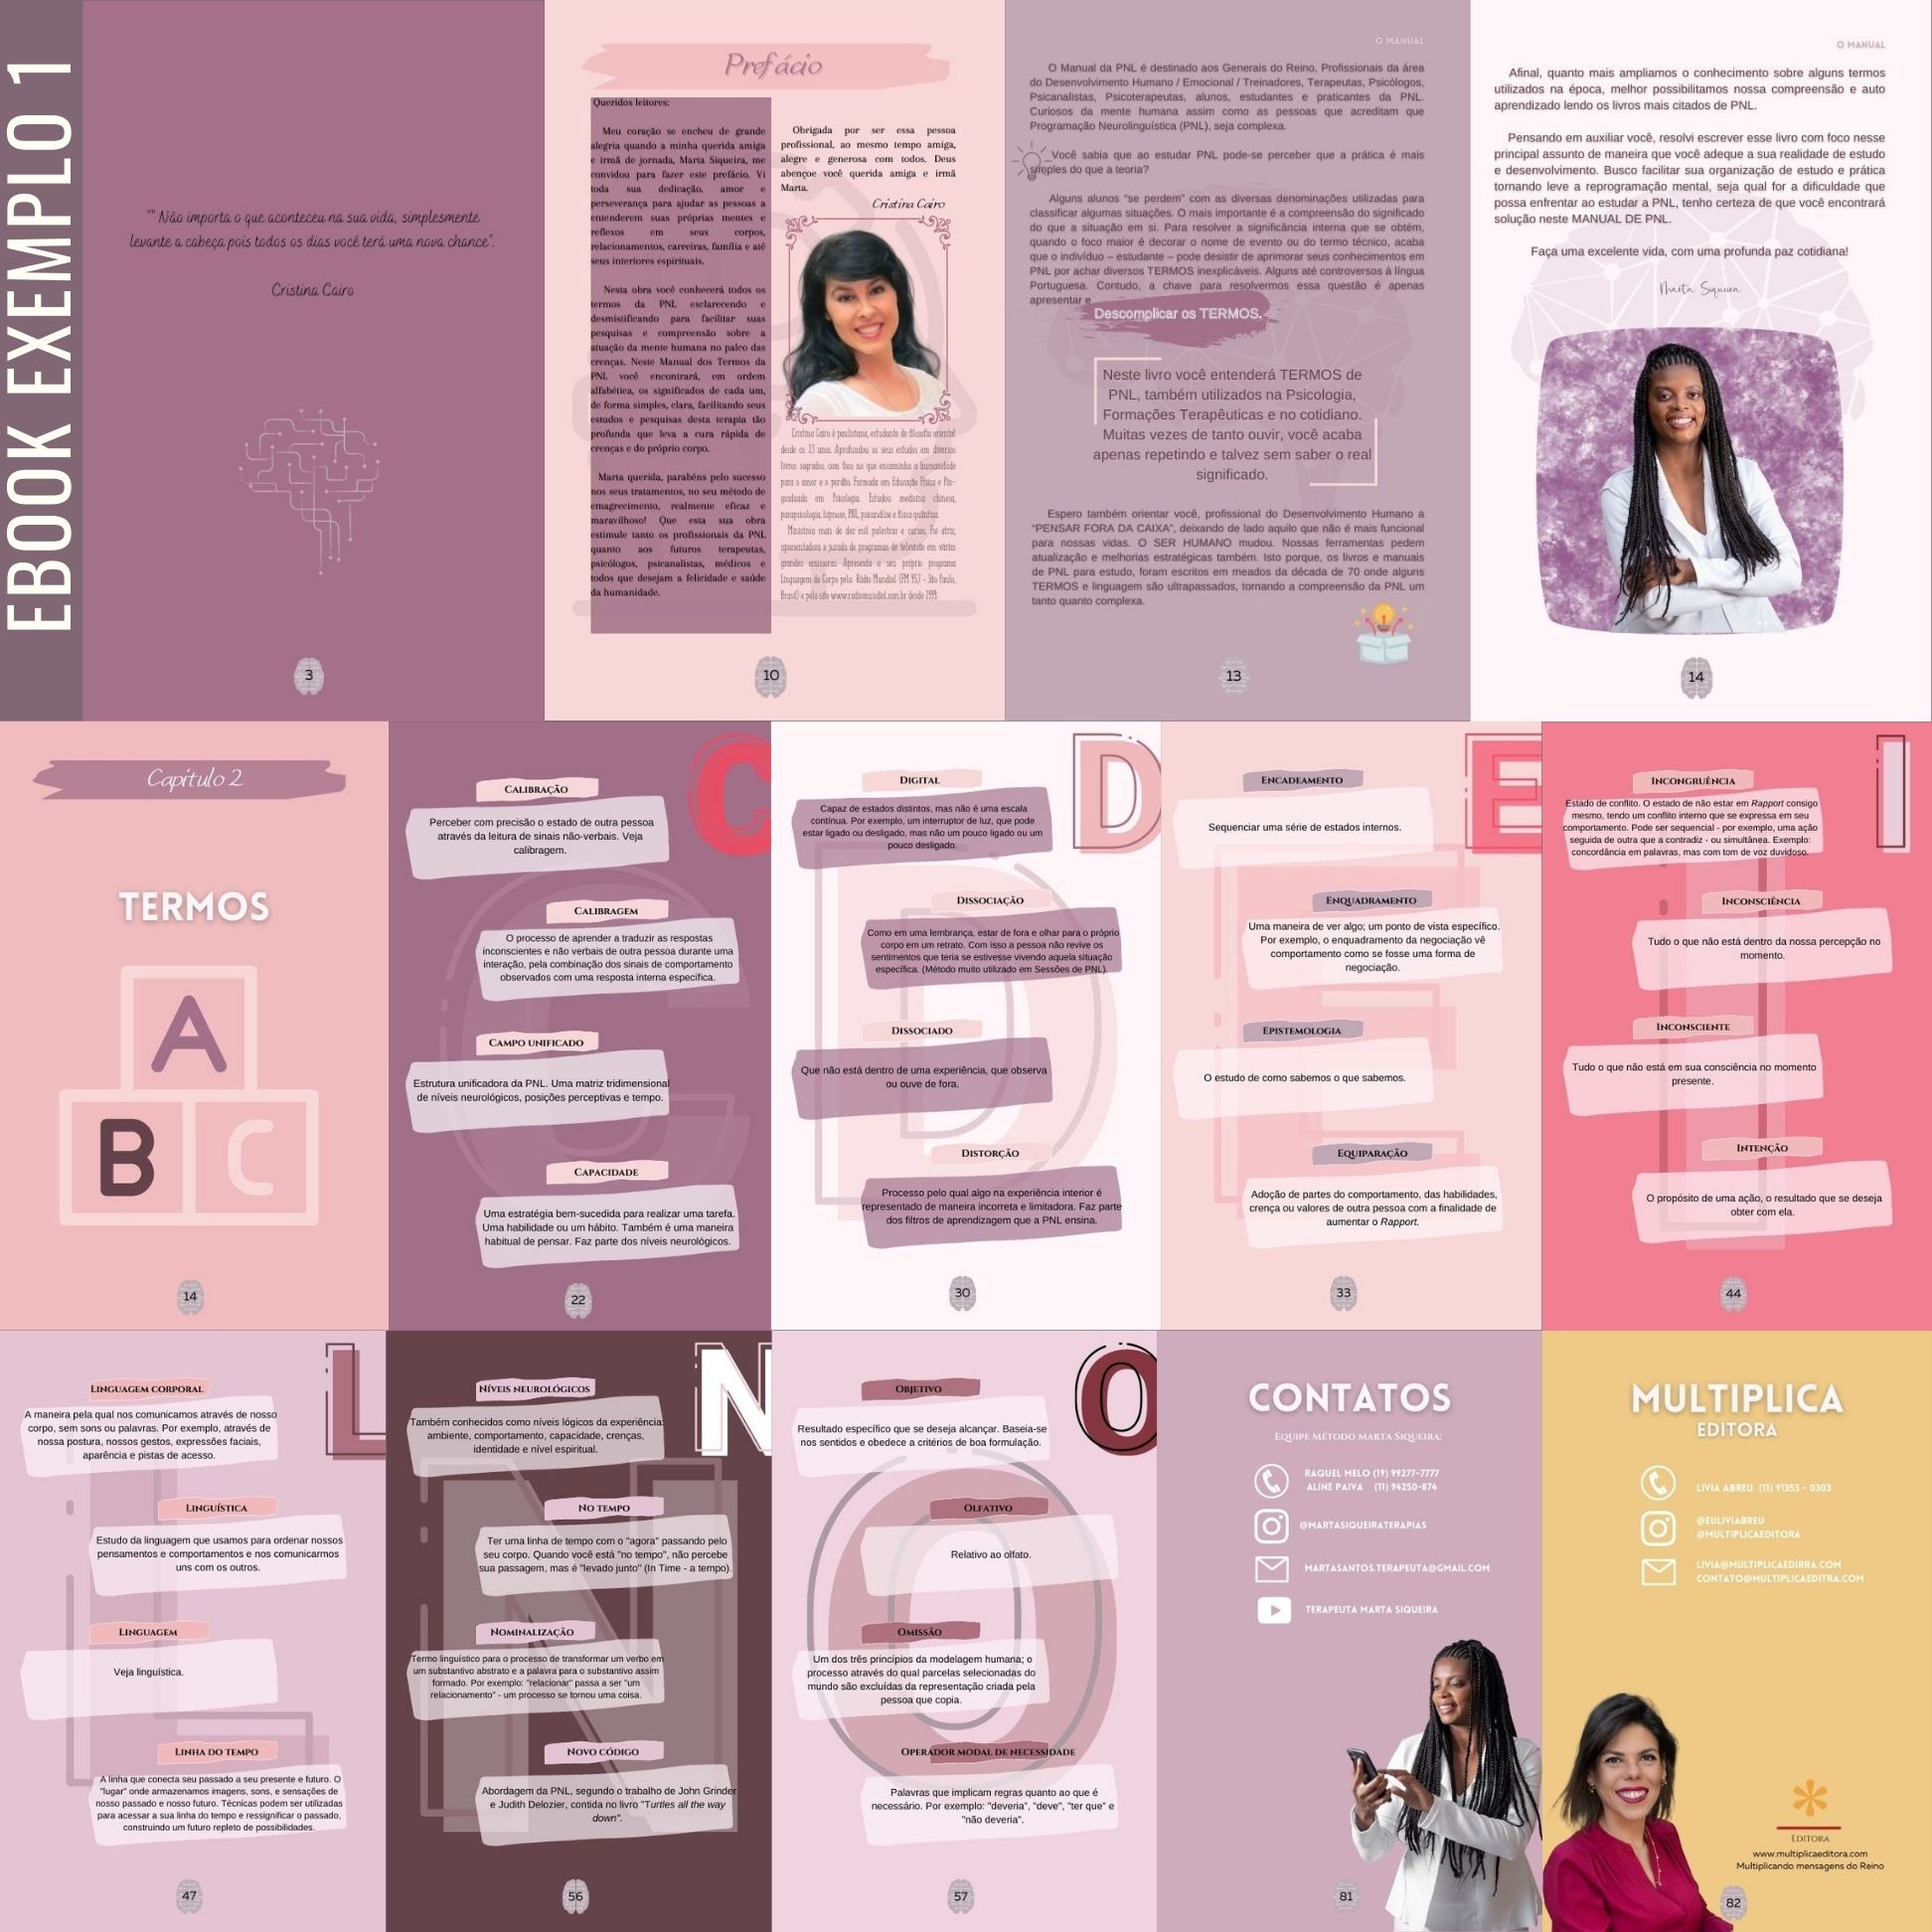 EBOOK EXEMPLO 1
"" Não importa o que aconteceu na sua vida, simplesmente
levante a cabeça pois todos os dias você terá uma nova chance".
Cristina Cairo
3
Prefácio
Queridos leitores:
Meu coração se encheu de grande
alegria quando a minha querida amiga
e irmã de jornada, Marta Siqueira, me
convidou para fazer este prefácio. Vi
toda sua dedicação, amor e
perseverança para ajudar as pessoas a
entenderem suas próprias mentes e
reflexos em seus corpos,
relacionamentos, carreiras, família e até
seus interiores espirituais.
Nesta obra você conhecerá todos os
termos da PNL esclarecendo e
desmistificando para facilitar suas
pesquisas e compreensão sobre a
atuação da mente humana no palco das
crenças. Neste Manual dos Termos da
PNL você encontrará, em ordem
alfabética, os significados de cada um,
de forma simples, clara, facilitando seus
estudos e pesquisas desta terapia tão
profunda que leva a cura rápida de
crenças e do próprio corpo.
Marta querida, parabéns pelo sucesso
nos seus tratamentos, no seu método de
emagrecimento, realmente eficaz e
maravilhoso! Que esta sua obra
estimule tanto os profissionais da PNL
quanto aos futuros terapeutas,
psicólogos, psicanalistas, médicos e
todos que desejam a felicidade e saúde
da humanidade.
Obrigada por ser essa pessoa
profissional, ao mesmo tempo amiga,
alegre e generosa com todos. Deus
abençoe você querida amiga e irmã
Marta.
Cristina Cairo
Cristina Cairo é paulistana, estudante de filosofia oriental
desde os 23 anos. Aprofundou os seus estudos em diversos
livros sagrados, com foco no que encaminha a humanidade
para o amor e o perdão. Formada em Educação Física e Pós-
graduada em Psicologia. Estudou medicina chinesa,
parapsicologia, hipnose, PNL, psicanálise e física quântica.
Ministrou mais de dez mil palestras e cursos. Foi atriz,
apresentadora e jurada de programas de televisão em várias
grandes emissoras. Apresenta o seu próprio programa
Linguagem do Corpo pela Rádio Mundial (FM 95,7 - São Paulo,
Brasil) e pelo site www.radiomundial.com.br desde 1999.
10
O MANUAL
O Manual da PNL é destinado aos Generais do Reino, Profissionais da área
do Desenvolvimento Humano / Emocional / Treinadores, Terapeutas, Psicólogos,
Psicanalistas, Psicoterapeutas, alunos, estudantes e praticantes da PNL.
Curiosos da mente humana assim como as pessoas que acreditam que
Programação Neurolinguística (PNL), seja complexa.
Você sabia que ao estudar PNL pode-se perceber que a prática é mais
simples do que a teoria?
Alguns alunos "se perdem" com as diversas denominações utilizadas para
classificar algumas situações. O mais importante é a compreensão do significado
do que a situação em si. Para resolver a significância interna que se obtém,
quando o foco maior é decorar o nome de evento ou do termo técnico, acaba
que o indivíduo – estudante – pode desistir de aprimorar seus conhecimentos em
PNL por achar diversos TERMOS inexplicáveis. Alguns até controversos à língua
Portuguesa. Contudo, a chave para resolvermos essa questão é apenas
apresentar e
Descomplicar os TERMOS.
Neste livro você entenderá TERMOS de
PNL, também utilizados na Psicologia,
Formações Terapêuticas e no cotidiano.
Muitas vezes de tanto ouvir, você acaba
apenas repetindo e talvez sem saber o real
significado.
Espero também orientar você, profissional do Desenvolvimento Humano a
"PENSAR FORA DA CAIXA", deixando de lado aquilo que não é mais funcional
para nossas vidas. O SER HUMANO mudou. Nossas ferramentas pedem
atualização e melhorias estratégicas também. Isto porque, os livros e manuais
de PNL para estudo, foram escritos em meados da década de 70 onde alguns
TERMOS e linguagem são ultrapassados, tornando a compreensão da PNL um
tanto quanto complexa.
13
O MANUAL
Afinal, quanto mais ampliamos o conhecimento sobre alguns termos
utilizados na época, melhor possibilitamos nossa compreensão e auto
aprendizado lendo os livros mais citados de PNL.
Pensando em auxiliar você, resolvi escrever esse livro com foco nesse
principal assunto de maneira que você adeque a sua realidade de estudo
e desenvolvimento. Busco facilitar sua organização de estudo e prática
tornando leve a reprogramação mental, seja qual for a dificuldade que
possa enfrentar ao estudar a PNL, tenho certeza de que você encontrará
solução neste MANUAL DE PNL.
Faça uma excelente vida, com uma profunda paz cotidiana!
Marta Siqueira
14
Capítulo 2
TERMOS
A
B C
14
C
CALIBRAÇÃO
Perceber com precisão o estado de outra pessoa
através da leitura de sinais não-verbais. Veja
calibragem.
CALIBRAGEM
O processo de aprender a traduzir as respostas
inconscientes e não verbais de outra pessoa durante uma
interação, pela combinação dos sinais de comportamento
observados com uma resposta interna específica.
CAMPO UNIFICADO
Estrutura unificadora da PNL. Uma matriz tridimensional
de níveis neurológicos, posições perceptivas e tempo.
CAPACIDADE
Uma estratégia bem-sucedida para realizar uma tarefa.
Uma habilidade ou um hábito. Também é uma maneira
habitual de pensar. Faz parte dos níveis neurológicos.
22
D
DIGITAL
Capaz de estados distintos, mas não é uma escala
contínua. Por exemplo, um interruptor de luz, que pode
estar ligado ou desligado, mas não um pouco ligado ou um
pouco desligado.
DISSOCIAÇÃO
Como em uma lembrança, estar de fora e olhar para o próprio
corpo em um retrato. Com isso a pessoa não revive os
sentimentos que teria se estivesse vivendo aquela situação
específica. (Método muito utilizado em Sessões de PNL).
DISSOCIADO
Que não está dentro de uma experiência, que observa
ou ouve de fora.
DISTORÇÃO
Processo pelo qual algo na experiência interior é
representado de maneira incorreta e limitadora. Faz parte
dos filtros de aprendizagem que a PNL ensina.
30
E
ENCADEAMENTO
Sequenciar uma série de estados internos.
ENQUADRAMENTO
Uma maneira de ver algo; um ponto de vista específico.
Por exemplo, o enquadramento da negociação vê
comportamento como se fosse uma forma de
negociação.
EPISTEMOLOGIA
O estudo de como sabemos o que sabemos.
EQUIPARAÇÃO
Adoção de partes do comportamento, das habilidades,
crença ou valores de outra pessoa com a finalidade de
aumentar o Rapport.
33
I
INCONGRUÊNCIA
Estado de conflito. O estado de não estar em Rapport consigo
mesmo, tendo um conflito interno que se expressa em seu
comportamento. Pode ser sequencial - por exemplo, uma ação
seguida de outra que a contradiz - ou simultânea. Exemplo:
concordância em palavras, mas com tom de voz duvidoso.
INCONSCIÊNCIA
Tudo o que não está dentro da nossa percepção no
momento.
INCONSCIENTE
Tudo o que não está em sua consciência no momento
presente.
INTENÇÃO
O propósito de uma ação, o resultado que se deseja
obter com ela.
44
L
LINGUAGEM CORPORAL
A maneira pela qual nos comunicamos através de nosso
corpo, sem sons ou palavras. Por exemplo, através de
nossa postura, nossos gestos, expressões faciais,
aparência e pistas de acesso.
LINGUÍSTICA
Estudo da linguagem que usamos para ordenar nossos
pensamentos e comportamentos e nos comunicarmos
uns com os outros.
LINGUAGEM
Veja linguística.
LINHA DO TEMPO
A linha que conecta seu passado a seu presente e futuro. O
"lugar" onde armazenamos imagens, sons, e sensações de
nosso passado e nosso futuro. Técnicas podem ser utilizadas
para acessar a sua linha do tempo e ressignificar o passado,
construindo um futuro repleto de possibilidades.
47
N
NÍVEIS NEUROLÓGICOS
Também conhecidos como níveis lógicos da experiência:
ambiente, comportamento, capacidade, crenças,
identidade e nível espiritual.
NO TEMPO
Ter uma linha de tempo com o "agora" passando pelo
seu corpo. Quando você está "no tempo", não percebe
sua passagem, mas é "levado junto" (In Time - a tempo).
NOMINALIZAÇÃO
Termo linguístico para o processo de transformar um verbo em
um substantivo abstrato e a palavra para o substantivo assim
formado. Por exemplo: "relacionar" passa a ser "um
relacionamento" - um processo se tornou uma coisa.
NOVO CÓDIGO
Abordagem da PNL, segundo o trabalho de John Grinder
e Judith Delozier, contida no livro "Turtles all the way
down".
56
O
OBJETIVO
Resultado específico que se deseja alcançar. Baseia-se
nos sentidos e obedece a critérios de boa formulação.
OLFATIVO
Relativo ao olfato.
OMISSÃO
Um dos três princípios da modelagem humana; o
processo através do qual parcelas selecionadas do
mundo são excluídas da representação criada pela
pessoa que copia.
OPERADOR MODAL DE NECESSIDADE
Palavras que implicam regras quanto ao que é
necessário. Por exemplo: "deveria", "deve", "ter que" e
"não deveria".
57
CONTATOS
EQUIPE MÉTODO MARTA SIQUEIRA:
RAQUEL MELO (19) 99277-7777
ALINE PAIVA (11) 94250-874
@MARTASIQUEIRATERAPIAS
MARTASANTOS.TERAPEUTA@GMAIL.COM
TERAPEUTA MARTA SIQUEIRA
81
MULTIPLICA
EDITORA
LIVIA ABREU (11) 91353 - 0303
@EULIVIABREU
@MULTIPLICAEDITORA
LIVIA@MULTIPLICAEDIRRA.COM
CONTATO@MULTIPLICAEDITRA.COM
EDITORA
www.multiplicaeditora.com
Multiplicando mensagens do Reino
82